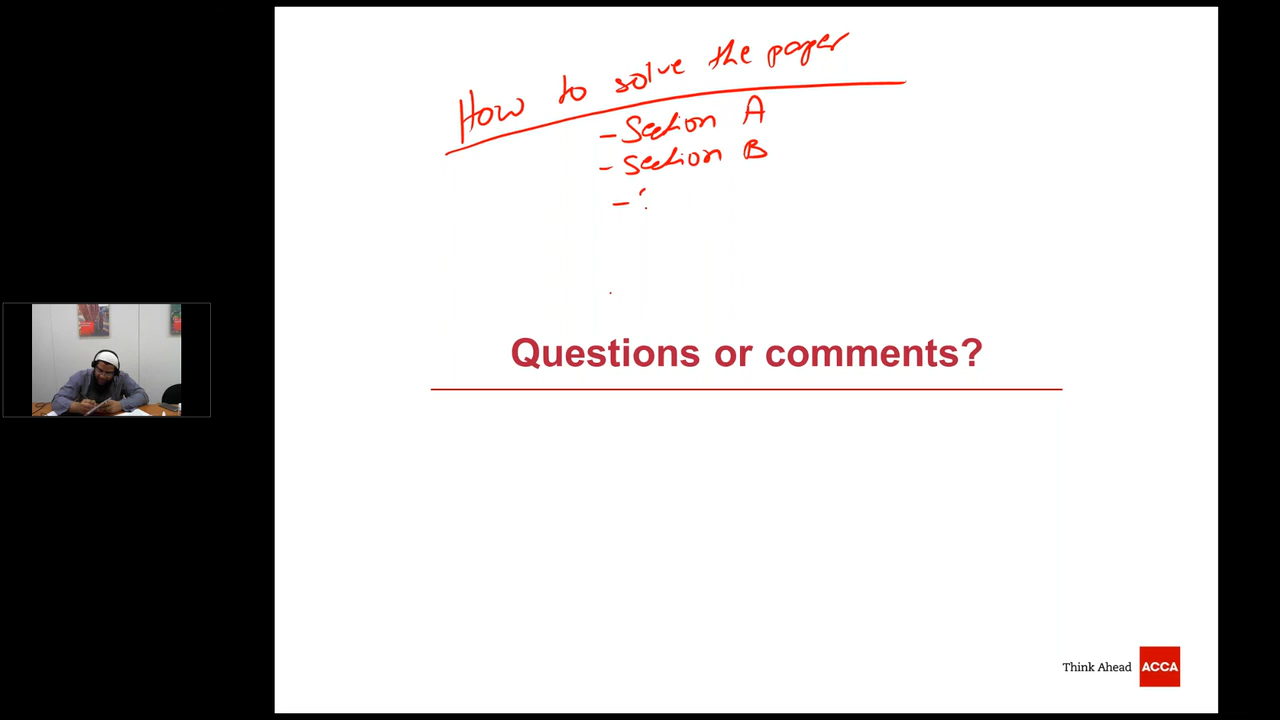 How to solve the paper
- Section A
- Section B
-
Questions or comments?
Think Ahead ACCA